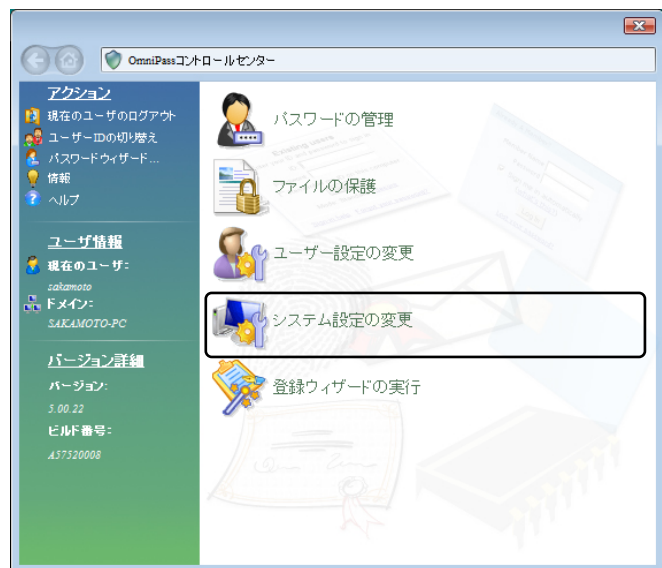 OmniPassコントロールセンター
アクション
現在のユーザのログアウト
ユーザーIDの切り替え
パスワードウィザード...
情報
ヘルプ
ユーザ情報
現在のユーザ:
sakamoto
ドメイン:
SAKAMOTO-PC
バージョン詳細
バージョン:
5.00.22
ビルド番号:
A57520008
パスワードの管理
ファイルの保護
ユーザー設定の変更
システム設定の変更
登録ウィザードの実行